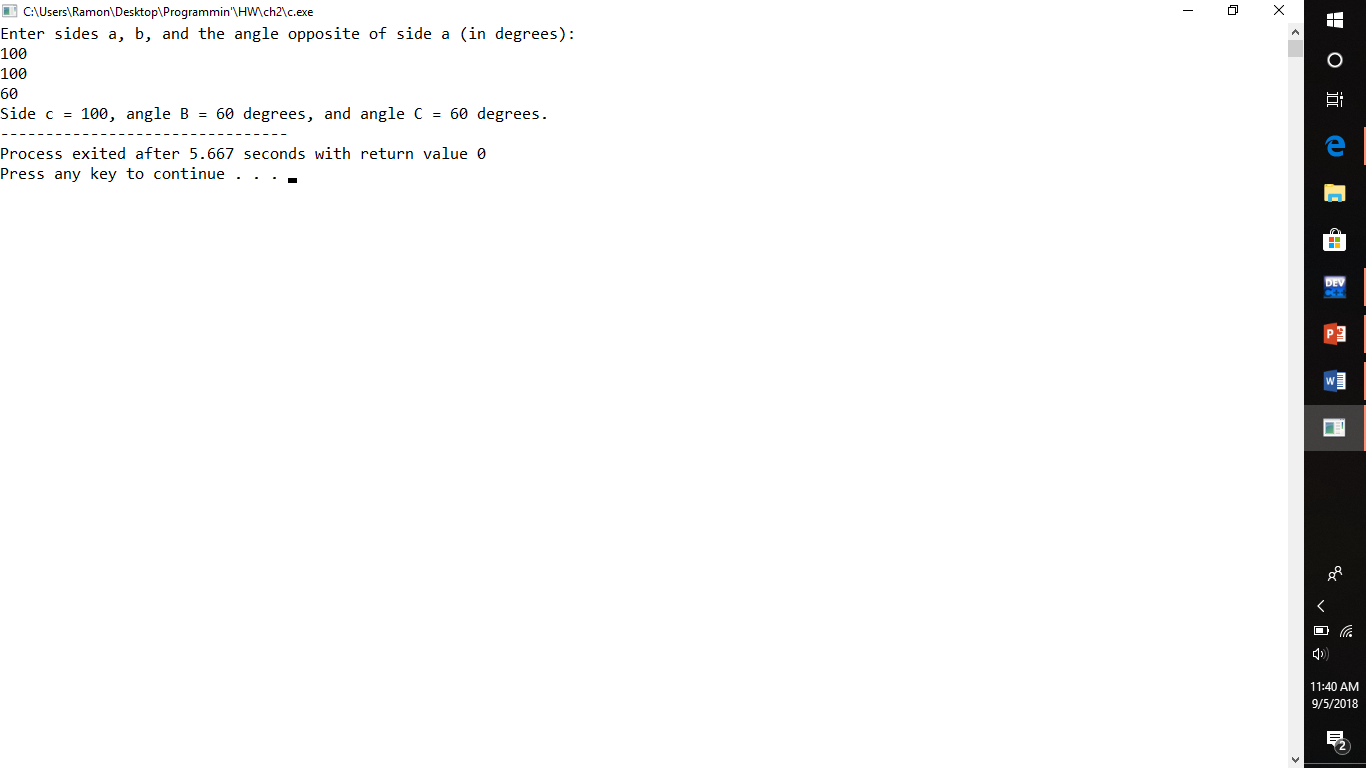 C:\Users\Ramon\Desktop\Programmin'\HW\ch2\c.exe
Enter sides a, b, and the angle opposite of side a (in degrees):
100
100
60
Side c = 100, angle B = 60 degrees, and angle C = 60 degrees.
--------------------------------
Process exited after 5.667 seconds with return value 0
Press any key to continue . . .
DEV
P
W
11:40 AM
9/5/2018
2